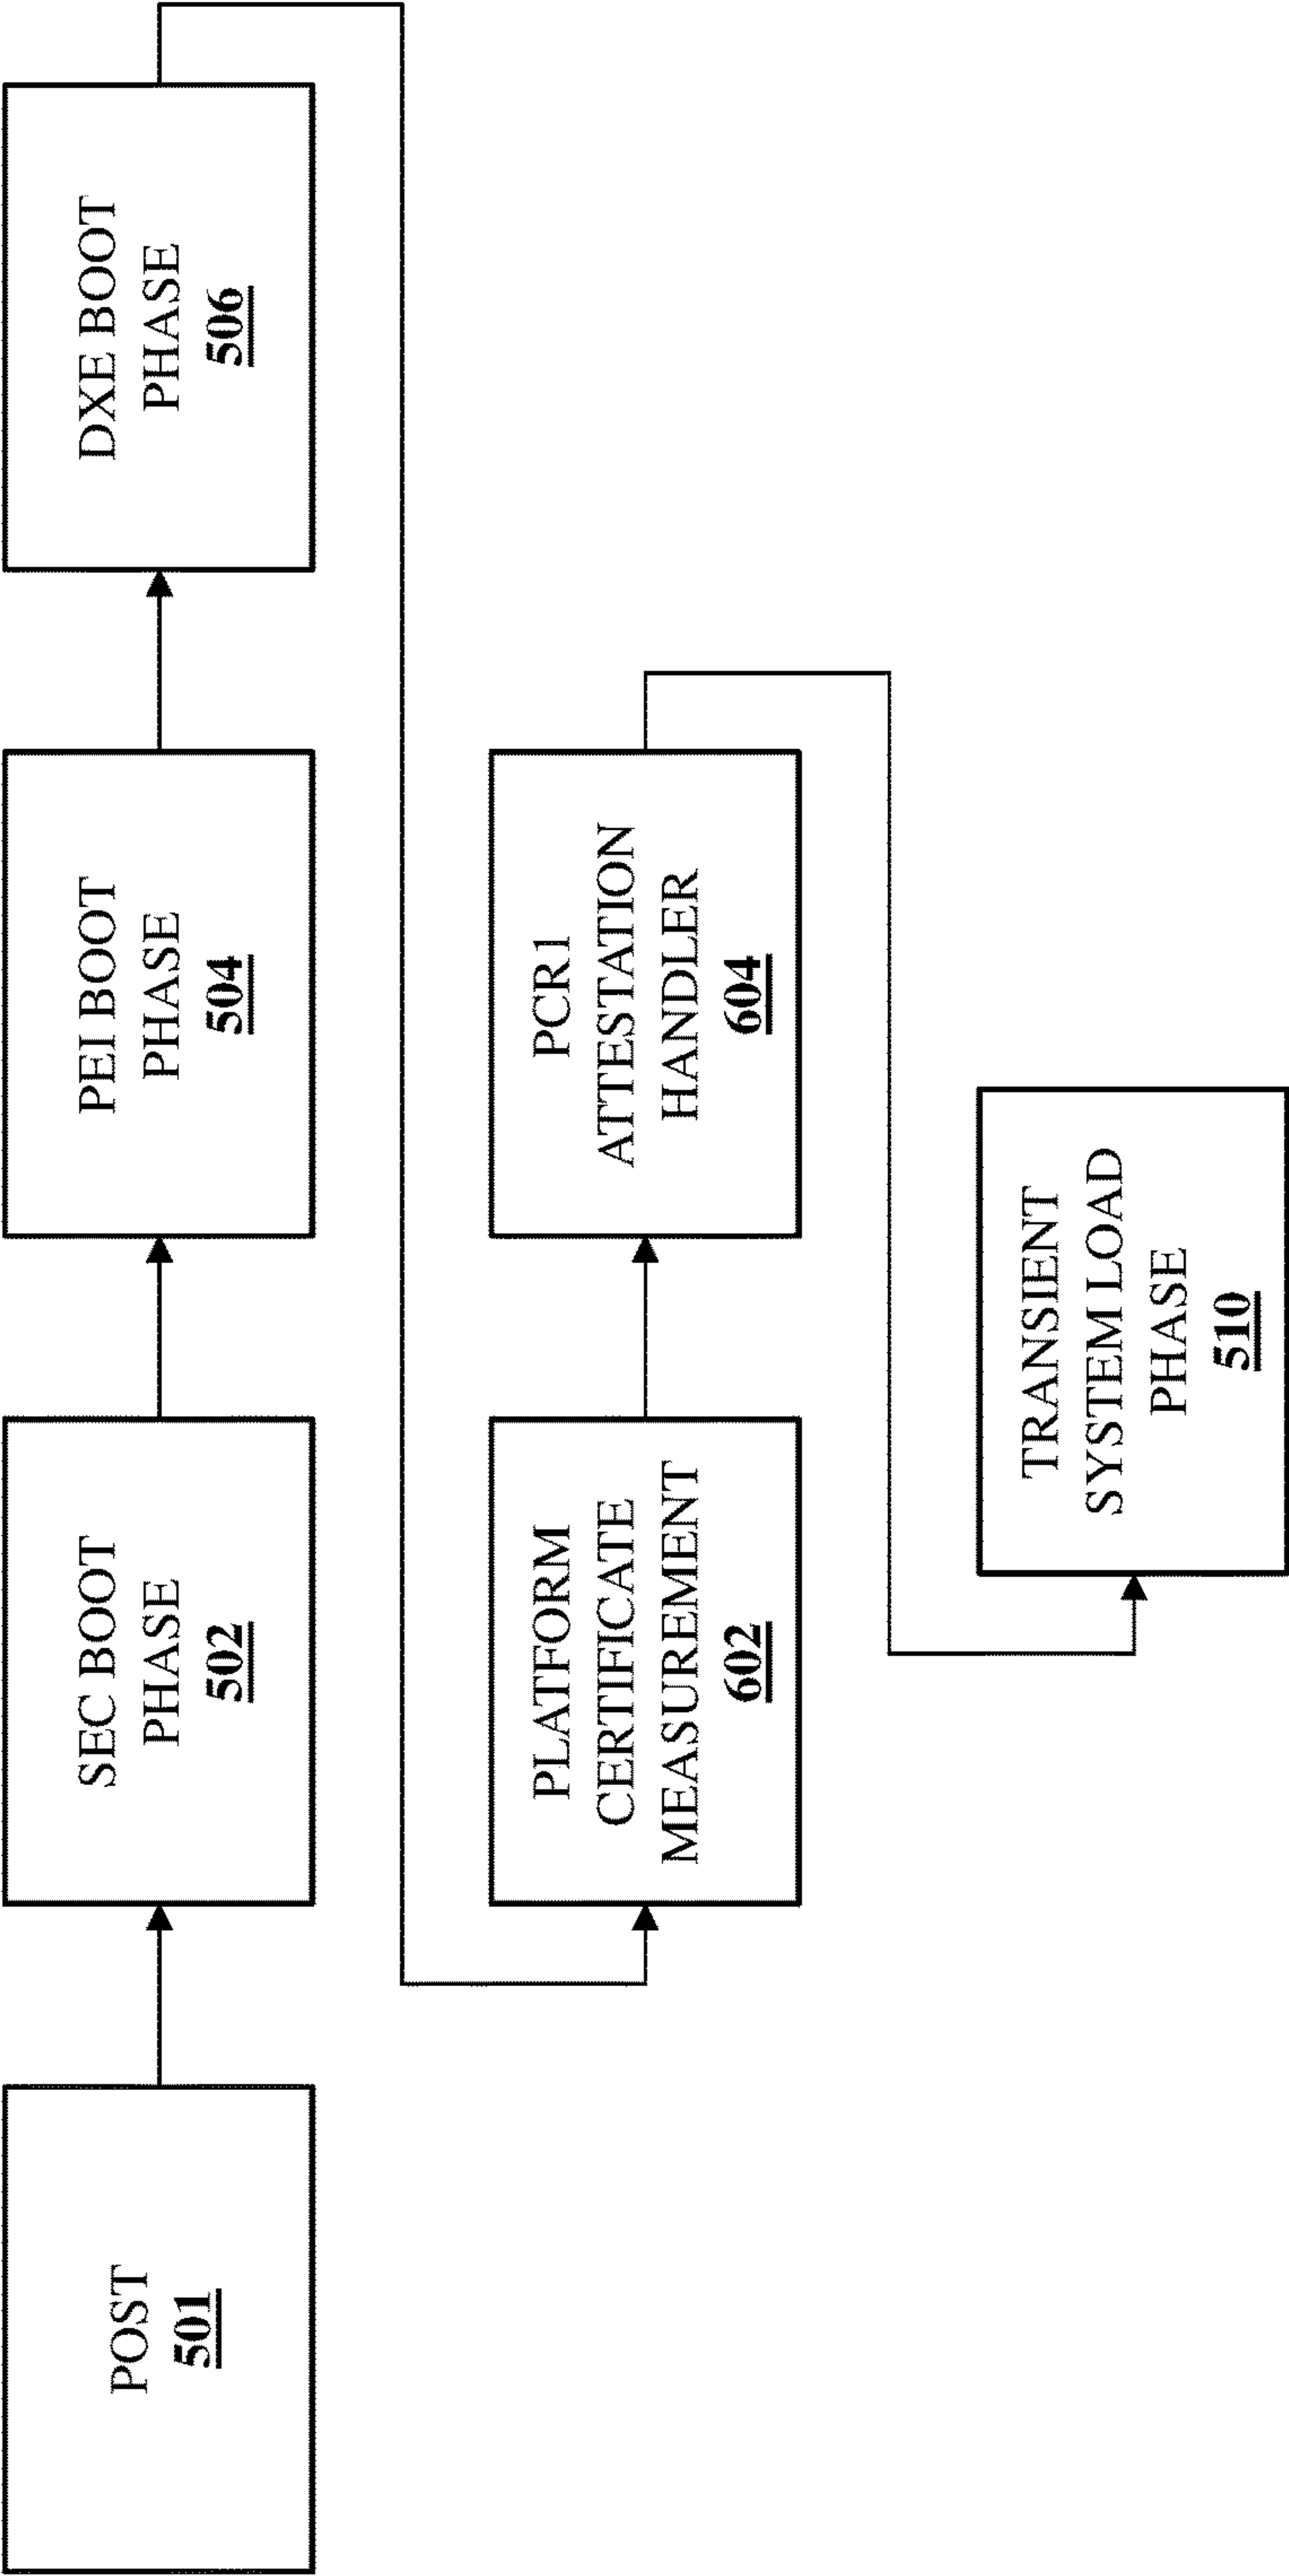 POST
501
SEC BOOT
PHASE
502
PEI BOOT
PHASE
504
DXE BOOT
PHASE
506
PLATFORM
CERTIFICATE
MEASUREMENT
602
PCR1
ATTESTATION
HANDLER
604
TRANSIENT
SYSTEM LOAD
PHASE
510